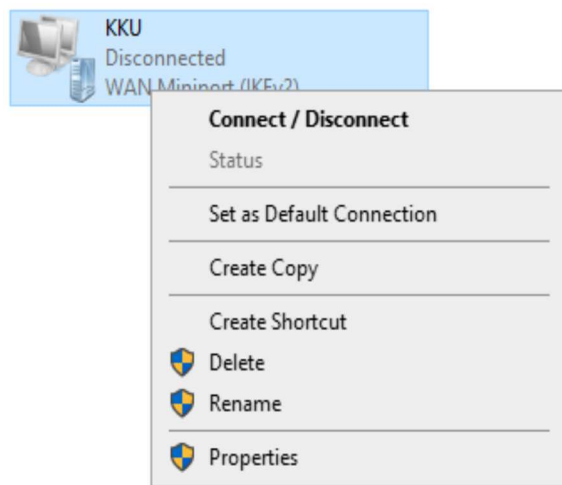 KKU
Disconnected
WAN Miniport (IKEv2)
Connect / Disconnect
Status
Set as Default Connection
Create Copy
Create Shortcut
Delete
Rename
Properties